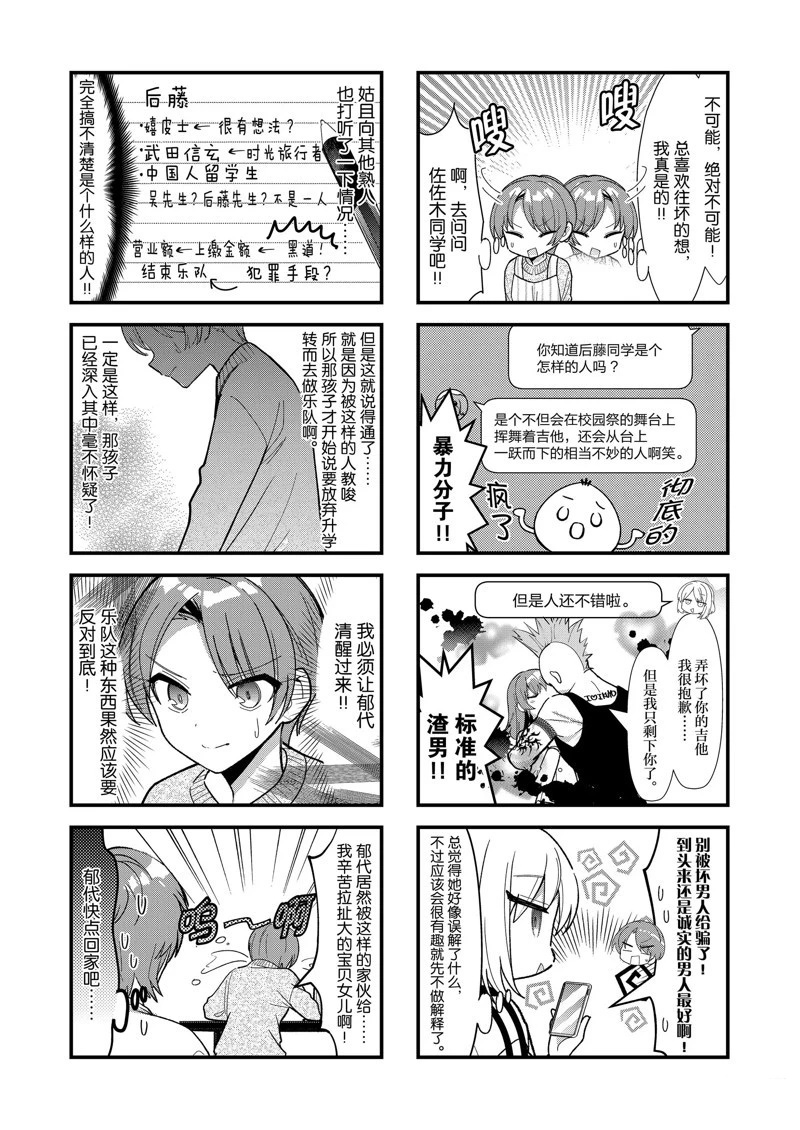 不可能，绝对不可能！
总喜欢往坏的想，
我真是的!!
嗖
嗖
啊，去问问
佐佐木同学吧!!
你知道后藤同学是个
怎样的人吗？
是个不但会在校园祭的舞台上
挥舞着吉他，还会从台上
一跃而下的相当不妙的人啊笑。
彻底的
疯了
暴力分子!!
但是人还不错啦。
弄坏了你的吉他
我很抱歉……
但是我只剩下你了。
标准的
渣男!!
别被坏男人给骗了！
到头来还是诚实的男人最好啊！
总觉得她好像误解了什么，
不过应该会很有趣就先不做解释了。
姑且向其他熟人
也打听了一下情况……
后藤
·嬉皮士←很有想法？
·武田信玄←时光旅行者
·中国人留学生
吴先生？后藤先生？不是一人
营业额←上缴金额←黑道！
结束乐队 犯罪手段？
完全搞不清楚是个什么样的人!!
但是这就说得通了……
就是因为被这样的人教唆
所以那孩子才开始说要放弃升学
转而去做乐队啊。
一定是这样，那孩子
已经深入其中毫不怀疑了！
我必须让郁代
清醒过来!!
乐队这种东西果然应该要
反对到底！
郁代居然被这样的家伙给……
我辛苦拉扯大的宝贝女儿啊！
呜～啊
郁代快点回家吧……